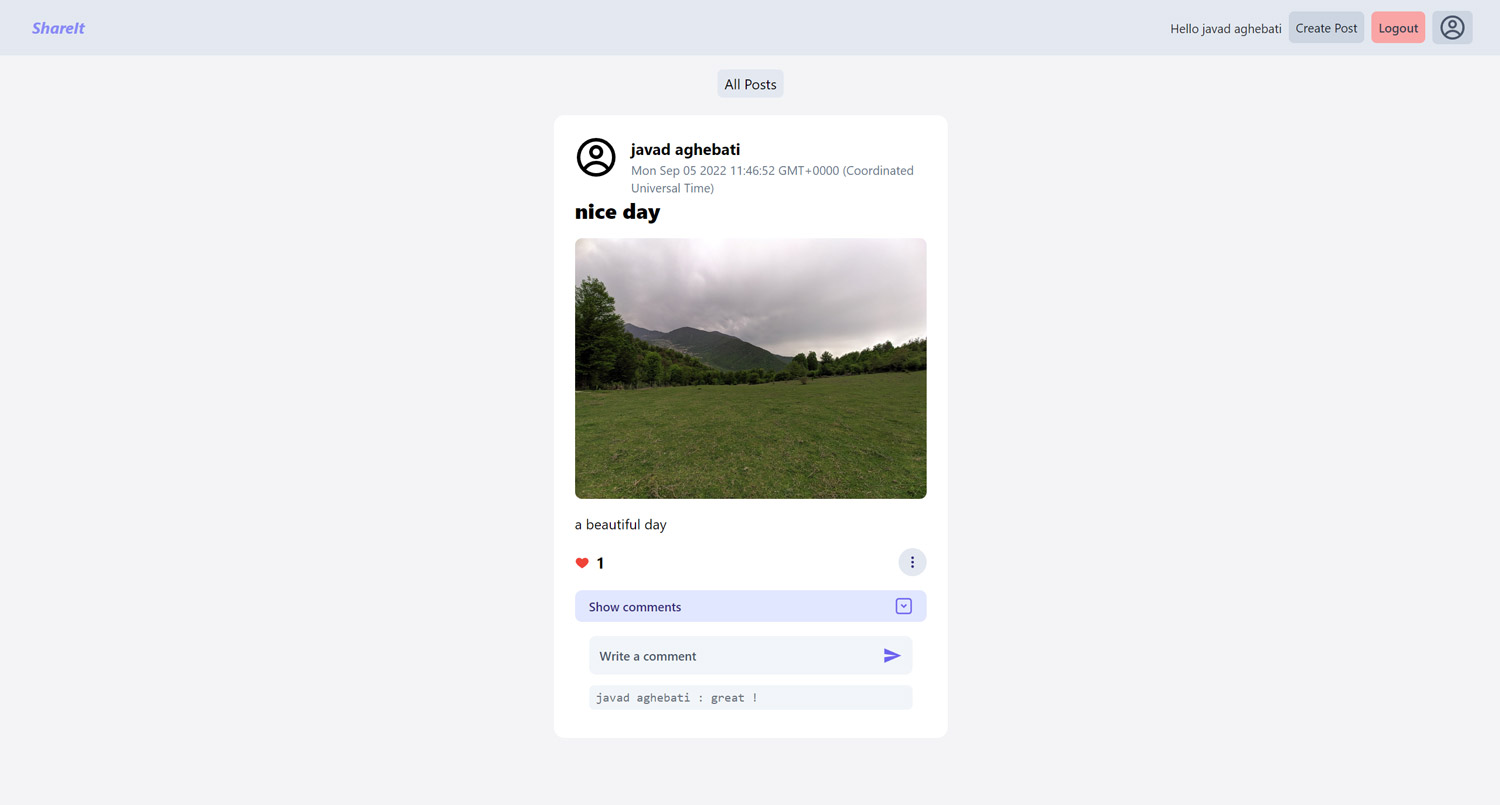 ShareIt
Hello javad aghebati
Create Post
Logout
All Posts
javad aghebati
Mon Sep 05 2022 11:46:52 GMT+0000 (Coordinated
Universal Time)
nice day
a beautiful day
1
Show comments
Write a comment
javad aghebati : great !